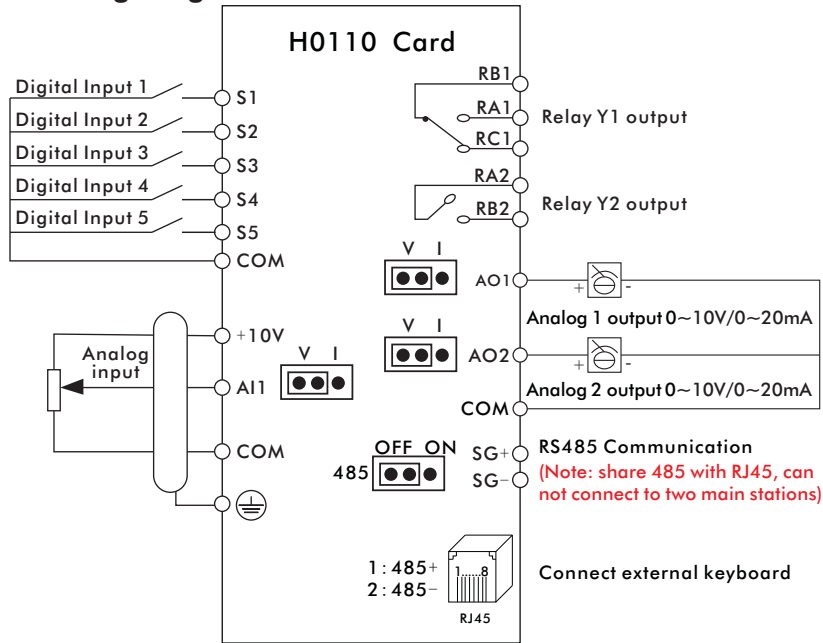 H0110 Card
Digital Input 1
S1
Digital Input 2
S2
Digital Input 3
S3
Digital Input 4
S4
Digital Input 5
S5
COM
+10V
Analog
input
AI1
COM
V I
RB1
RA1
RC1
Relay Y1 output
RA2
RB2
Relay Y2 output
V I
AO1
+ -
Analog 1 output 0~10V/0~20mA
V I
AO2
+ -
Analog 2 output 0~10V/0~20mA
COM
OFF ON
485
SG+
SG-
RS485 Communication
(Note: share 485 with RJ45, can
not connect to two main stations)
1:485+
2:485-
1......8
RJ45
Connect external keyboard